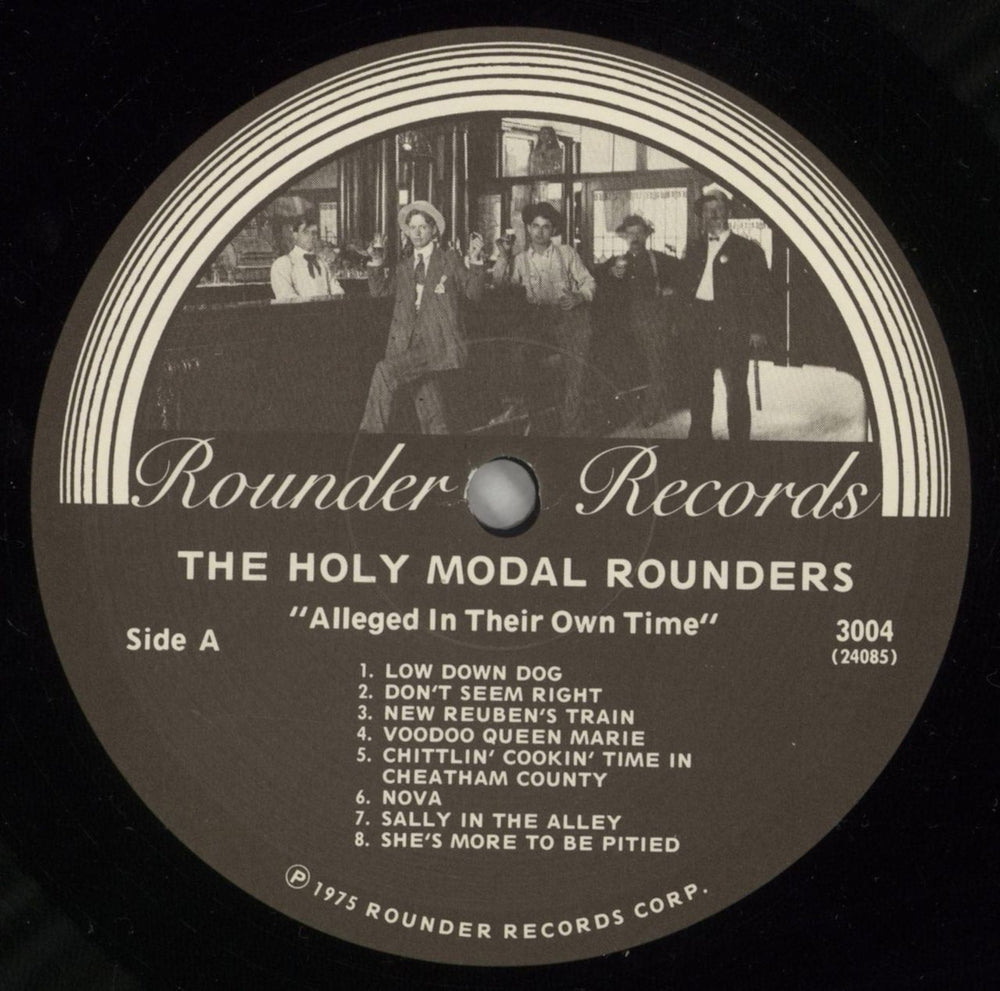 Rounder Records
THE HOLY MODAL ROUNDERS
"Alleged In Their Own Time"
Side A
3004
(24085)
1. LOW DOWN DOG
2. DON'T SEEM RIGHT
3. NEW REUBEN'S TRAIN
4. VOODOO QUEEN MARIE
5. CHITTLIN' COOKIN' TIME IN
CHEATHAM COUNTY
6. NOVA
7. SALLY IN THE ALLEY
8. SHE'S MORE TO BE PITIED
Ⓟ 1975 ROUNDER RECORDS CORP.